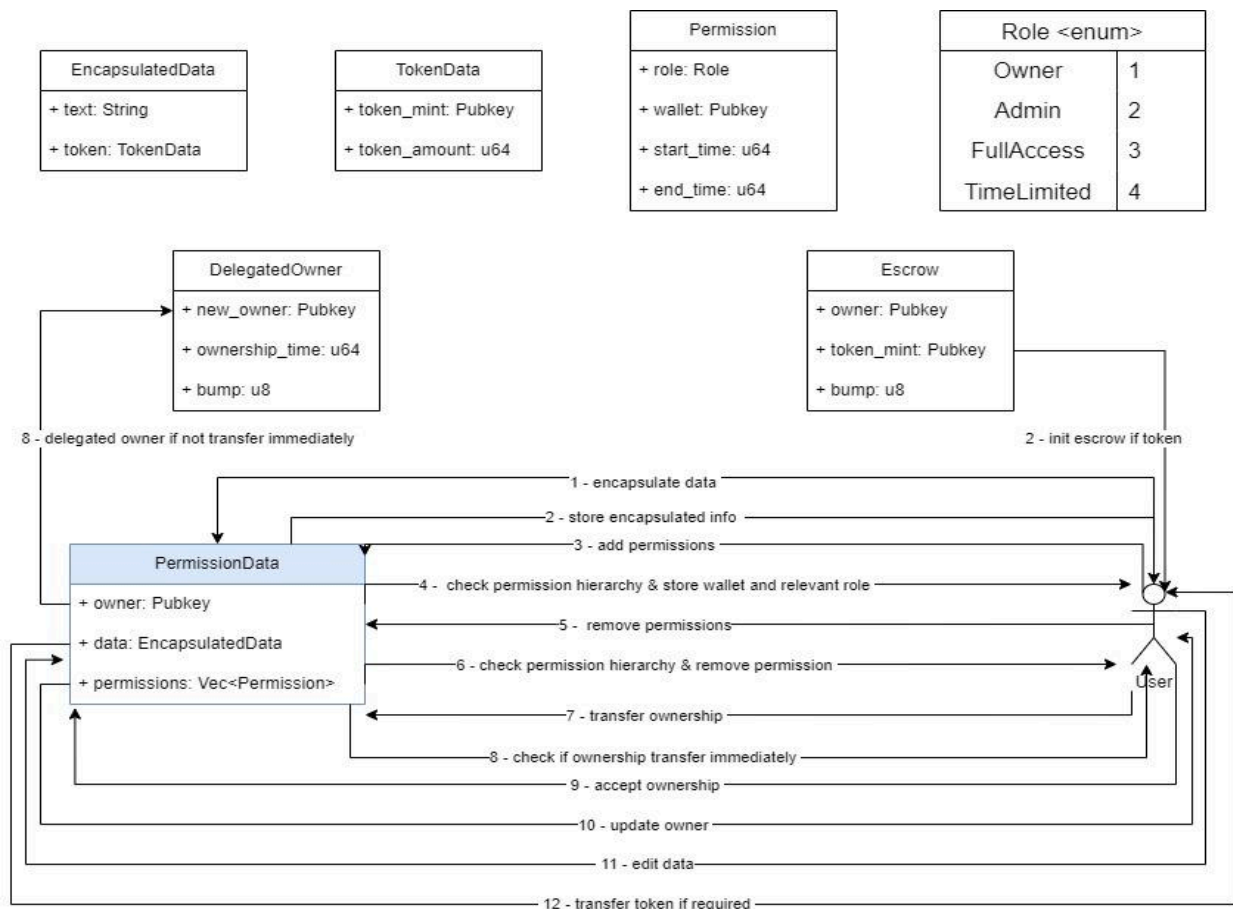 EncapsulatedData
+ text: String
+ token: TokenData
TokenData
+ token_mint: Pubkey
+ token_amount: u64
Permission
+ role: Role
+ wallet: Pubkey
+ start_time: u64
+ end_time: u64
Role <enum>
Owner 1
Admin 2
FullAccess 3
TimeLimited 4
DelegatedOwner
+ new_owner: Pubkey
+ ownership_time: u64
+ bump: u8
Escrow
+ owner: Pubkey
+ token_mint: Pubkey
+ bump: u8
8 - delegated owner if not transfer immediately
2 - init escrow if token
1 - encapsulate data
2 - store encapsulated info
3 - add permissions
PermissionData
+ owner: Pubkey
+ data: EncapsulatedData
+ permissions: Vec<Permission>
4 - check permission hierarchy & store wallet and relevant role
5 - remove permissions
6 - check permission hierarchy & remove permission
User
7 - transfer ownership
8 - check if ownership transfer immediately
9 - accept ownership
10 - update owner
11 - edit data
12 - transfer token if required